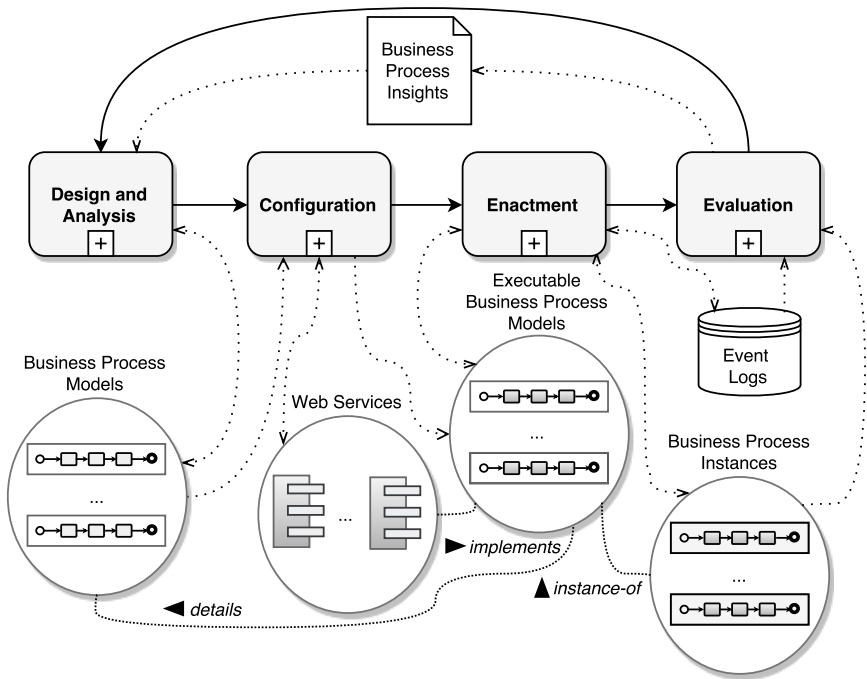 Business
Process
Insights
Design and
Analysis
+
Configuration
+
Enactment
+
Evaluation
+
Executable
Business Process
Models
...
Event
Logs
Business Process
Models
...
Web Services
...
Business Process
Instances
...
implements
instance-of
details